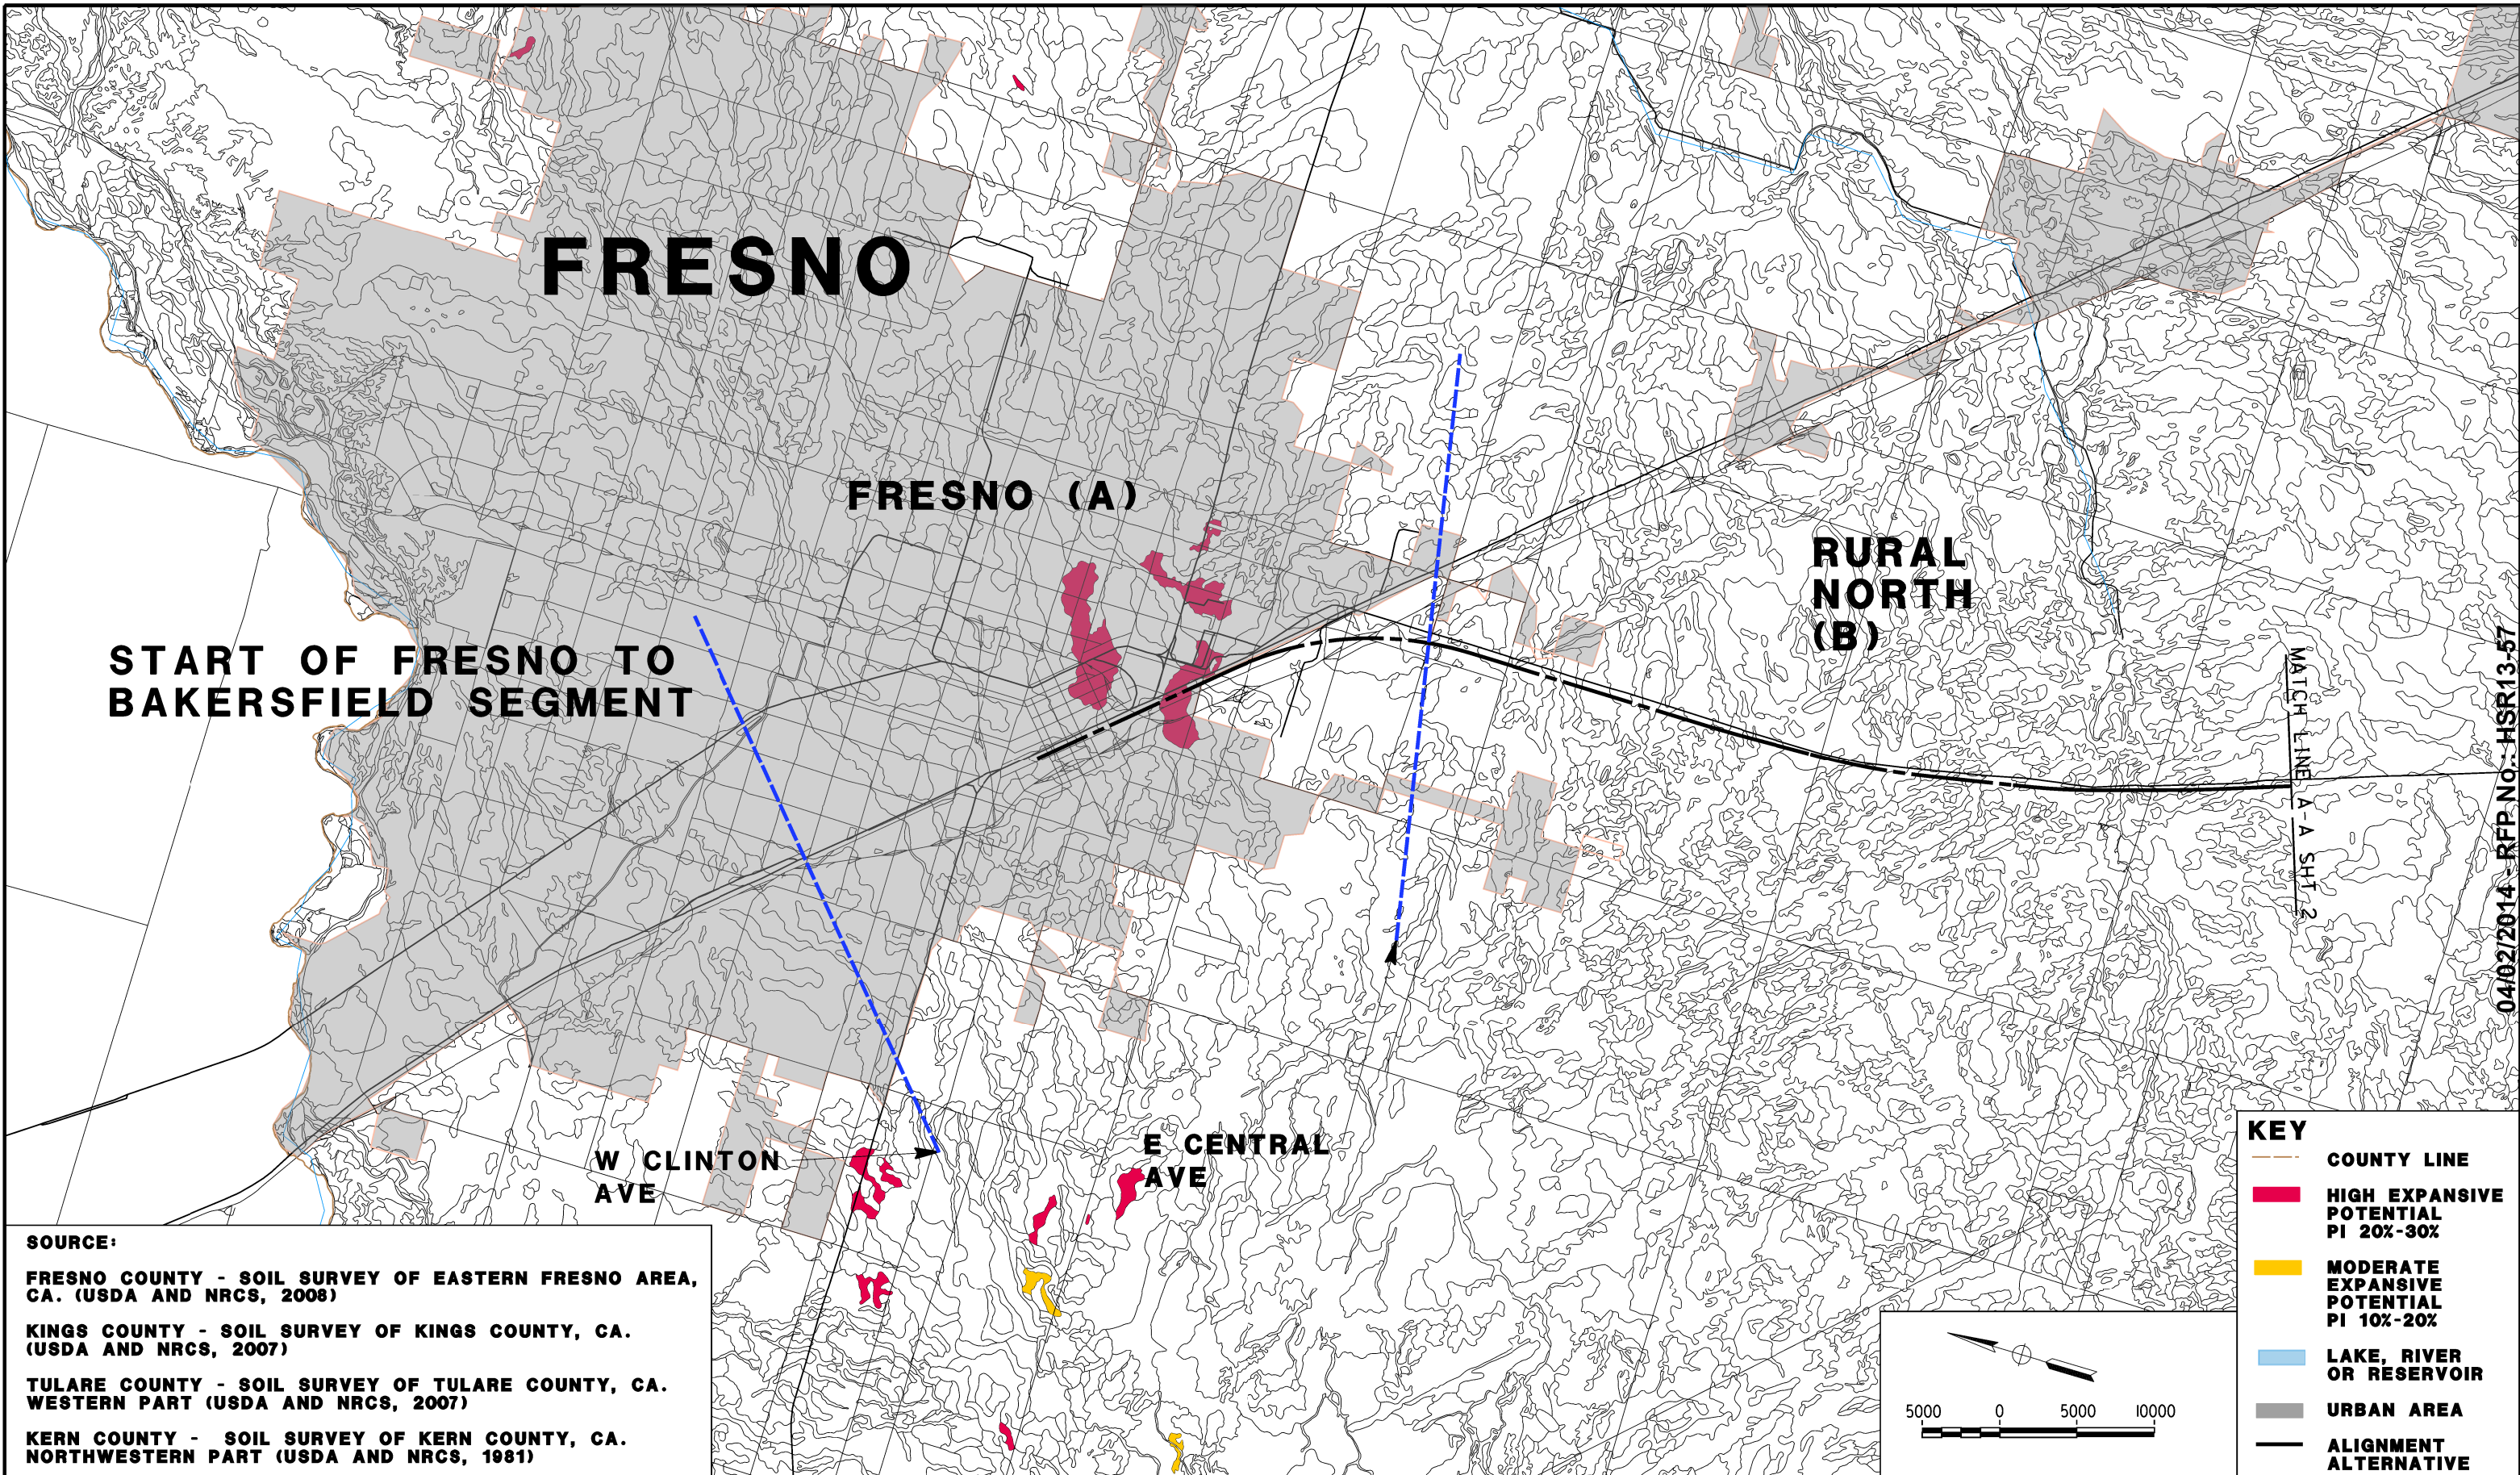 FRESNO
FRESNO (A)
RURAL
NORTH
(B)
START OF FRESNO TO
BAKERSFIELD SEGMENT
MATCH LINE A-A SHT 2
04/02/2014 - RFP NO.: HSR13-57
W CLINTON
AVE
E CENTRAL
AVE
SOURCE:
FRESNO COUNTY - SOIL SURVEY OF EASTERN FRESNO AREA,
CA. (USDA AND NRCS, 2008)
KINGS COUNTY - SOIL SURVEY OF KINGS COUNTY, CA.
(USDA AND NRCS, 2007)
TULARE COUNTY - SOIL SURVEY OF TULARE COUNTY, CA.
WESTERN PART (USDA AND NRCS, 2007)
KERN COUNTY - SOIL SURVEY OF KERN COUNTY, CA.
NORTHWESTERN PART (USDA AND NRCS, 1981)
5000 0 5000 10000
KEY
COUNTY LINE
HIGH EXPANSIVE
POTENTIAL
PI 20%-30%
MODERATE
EXPANSIVE
POTENTIAL
PI 10%-20%
LAKE, RIVER
OR RESERVOIR
URBAN AREA
ALIGNMENT
ALTERNATIVE